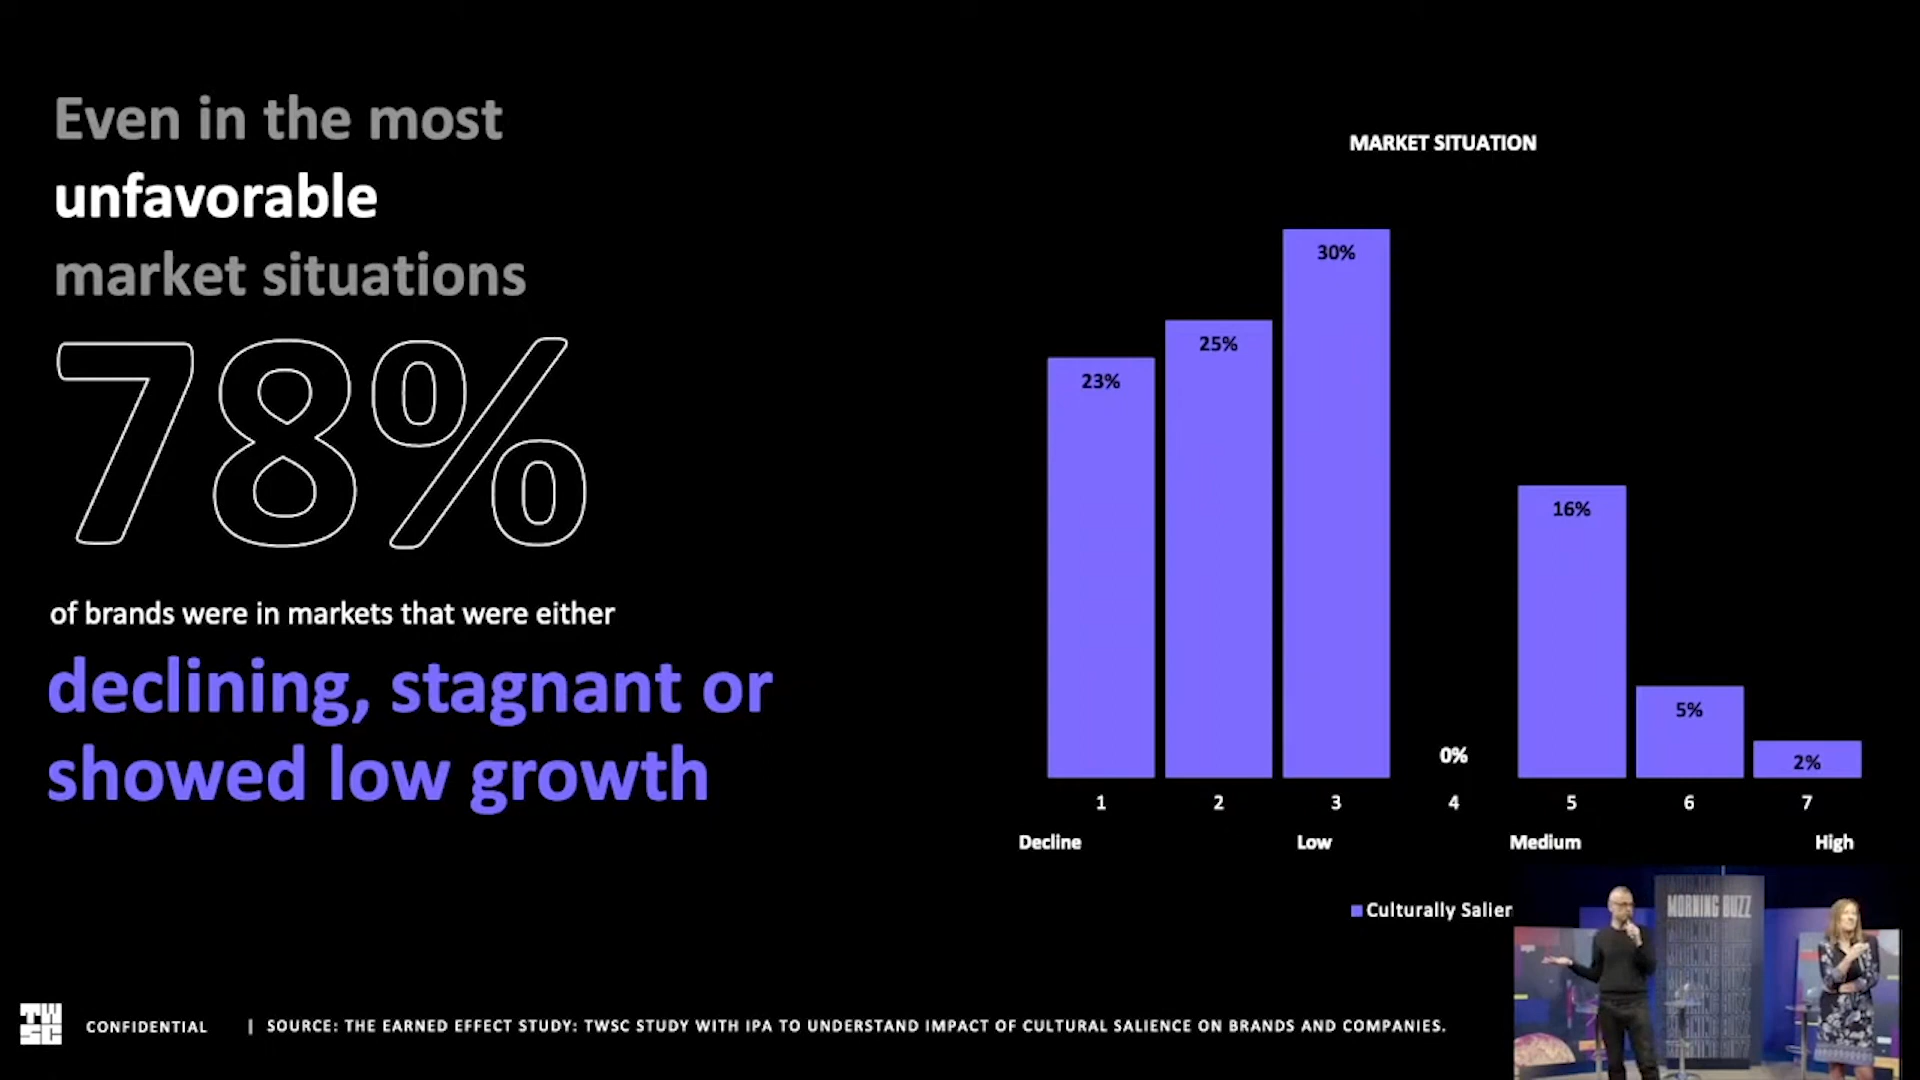 Even in the most
unfavorable
market situations
78%
of brands were in markets that were either
declining, stagnant or
showed low growth
MARKET SITUATION
23%
25%
30%
0%
16%
5%
2%
1 2 3 4 5 6 7
Decline Low Medium High
Culturally Salien
MORNING BUZZ
TW
SC
CONFIDENTIAL | SOURCE: THE EARNED EFFECT STUDY: TWSC STUDY WITH IPA TO UNDERSTAND IMPACT OF CULTURAL SALIENCE ON BRANDS AND COMPANIES.